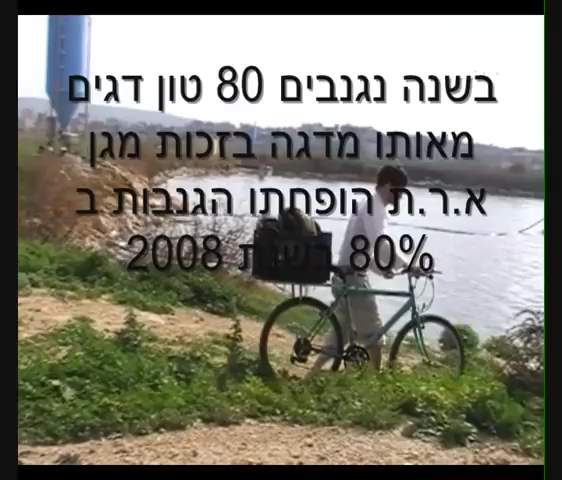 בשנה נגנבים 80 טון דגים
מאותו מדגה בזכות מגן
א.ר.ת הופחתו הגנבות ב
80% בשנת 2008